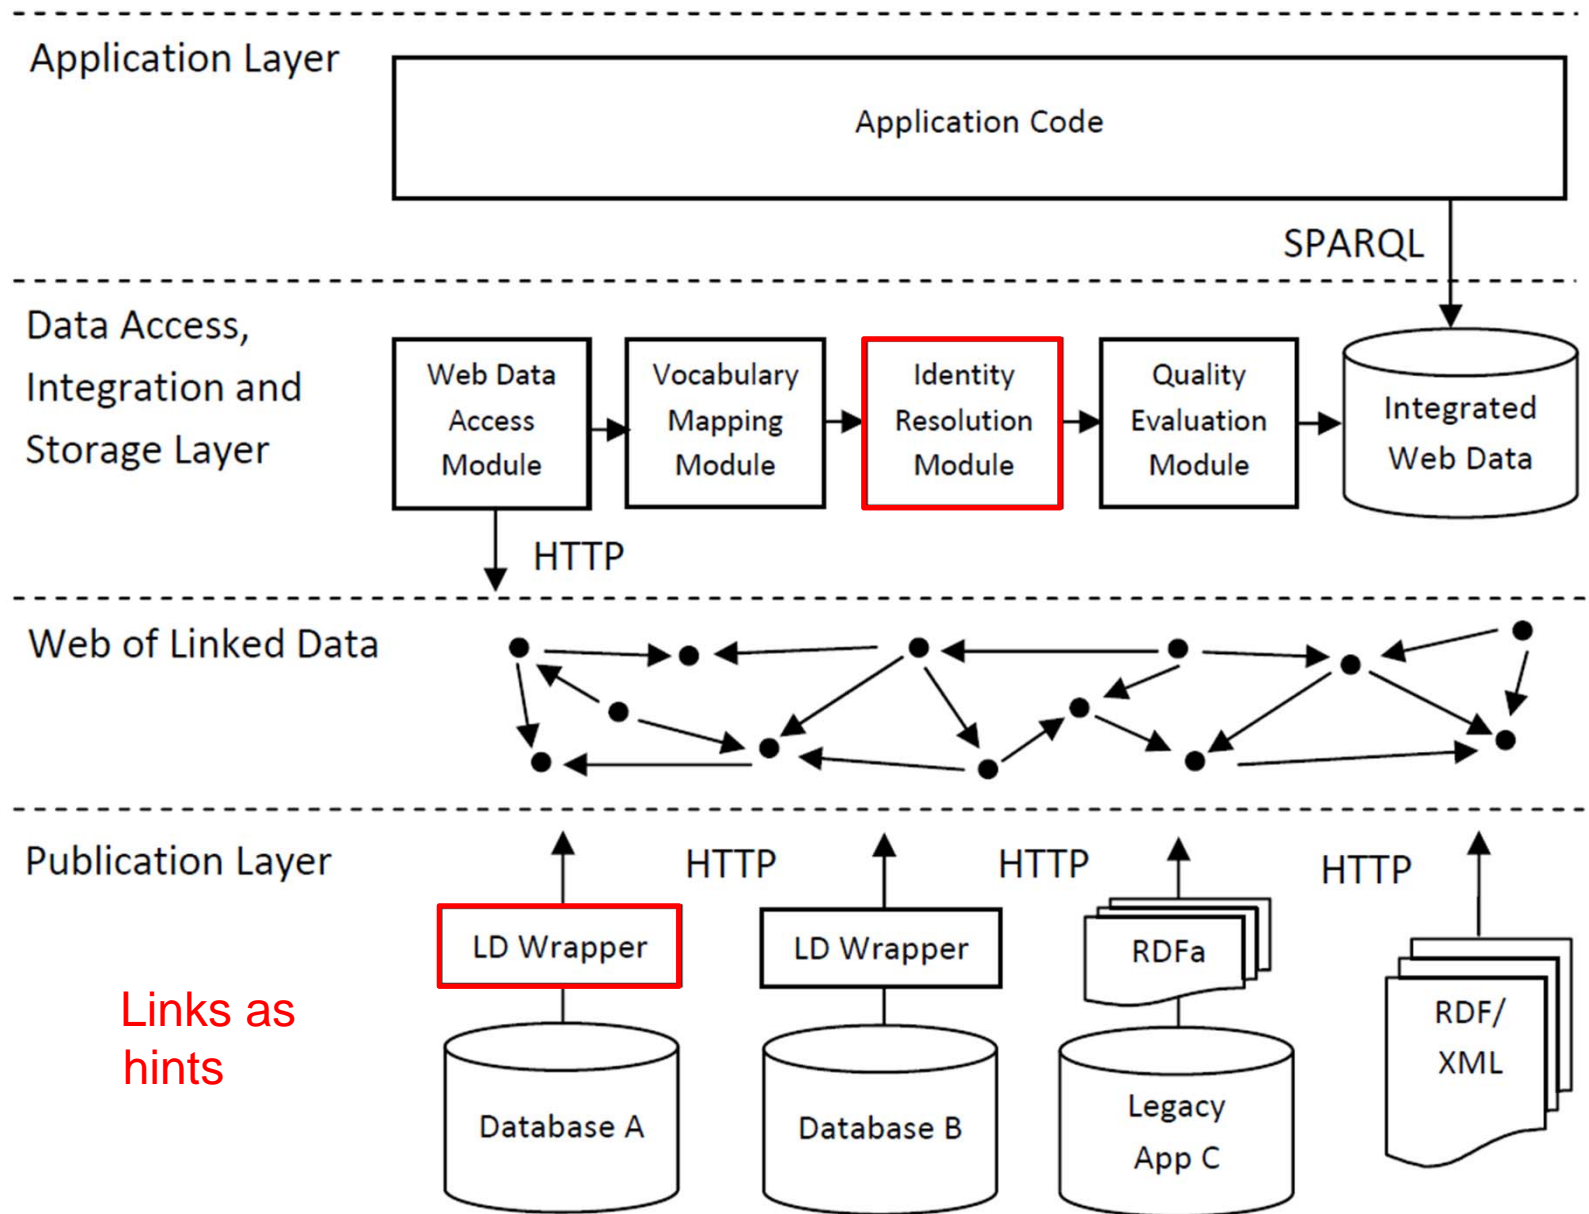 Application Layer
Application Code
SPARQL
Data Access,
Integration and
Storage Layer
Web Data
Access
Module
Vocabulary
Mapping
Module
Identity
Resolution
Module
Quality
Evaluation
Module
Integrated
Web Data
HTTP
Web of Linked Data
Publication Layer
HTTP
HTTP
HTTP
LD Wrapper
LD Wrapper
RDFa
RDF/
XML
Links as
hints
Database A
Database B
Legacy
App C